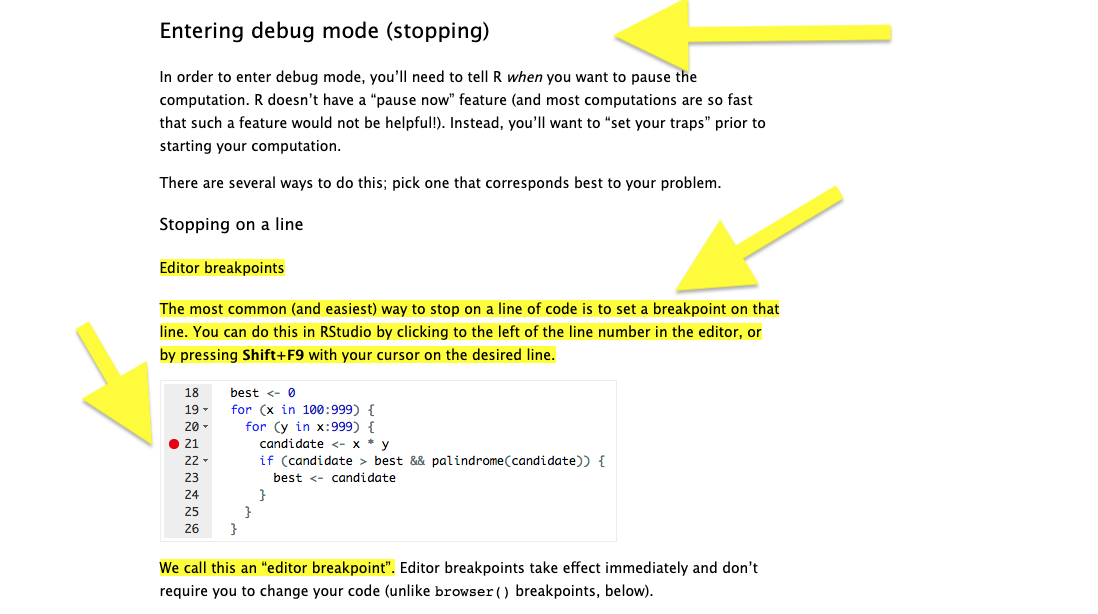 Entering debug mode (stopping)
In order to enter debug mode, you’ll need to tell R when you want to pause the
computation. R doesn’t have a “pause now” feature (and most computations are so fast
that such a feature would not be helpful!). Instead, you’ll want to “set your traps” prior to
starting your computation.
There are several ways to do this; pick one that corresponds best to your problem.
Stopping on a line
Editor breakpoints
The most common (and easiest) way to stop on a line of code is to set a breakpoint on that
line. You can do this in RStudio by clicking to the left of the line number in the editor, or
by pressing Shift+F9 with your cursor on the desired line.
18 best <- 0
19 for (x in 100:999) {
20 for (y in x:999) {
21 candidate <- x * y
22 if (candidate > best && palindrome(candidate)) {
23 best <- candidate
24 }
25 }
26 }
We call this an “editor breakpoint”. Editor breakpoints take effect immediately and don’t
require you to change your code (unlike browser() breakpoints, below).